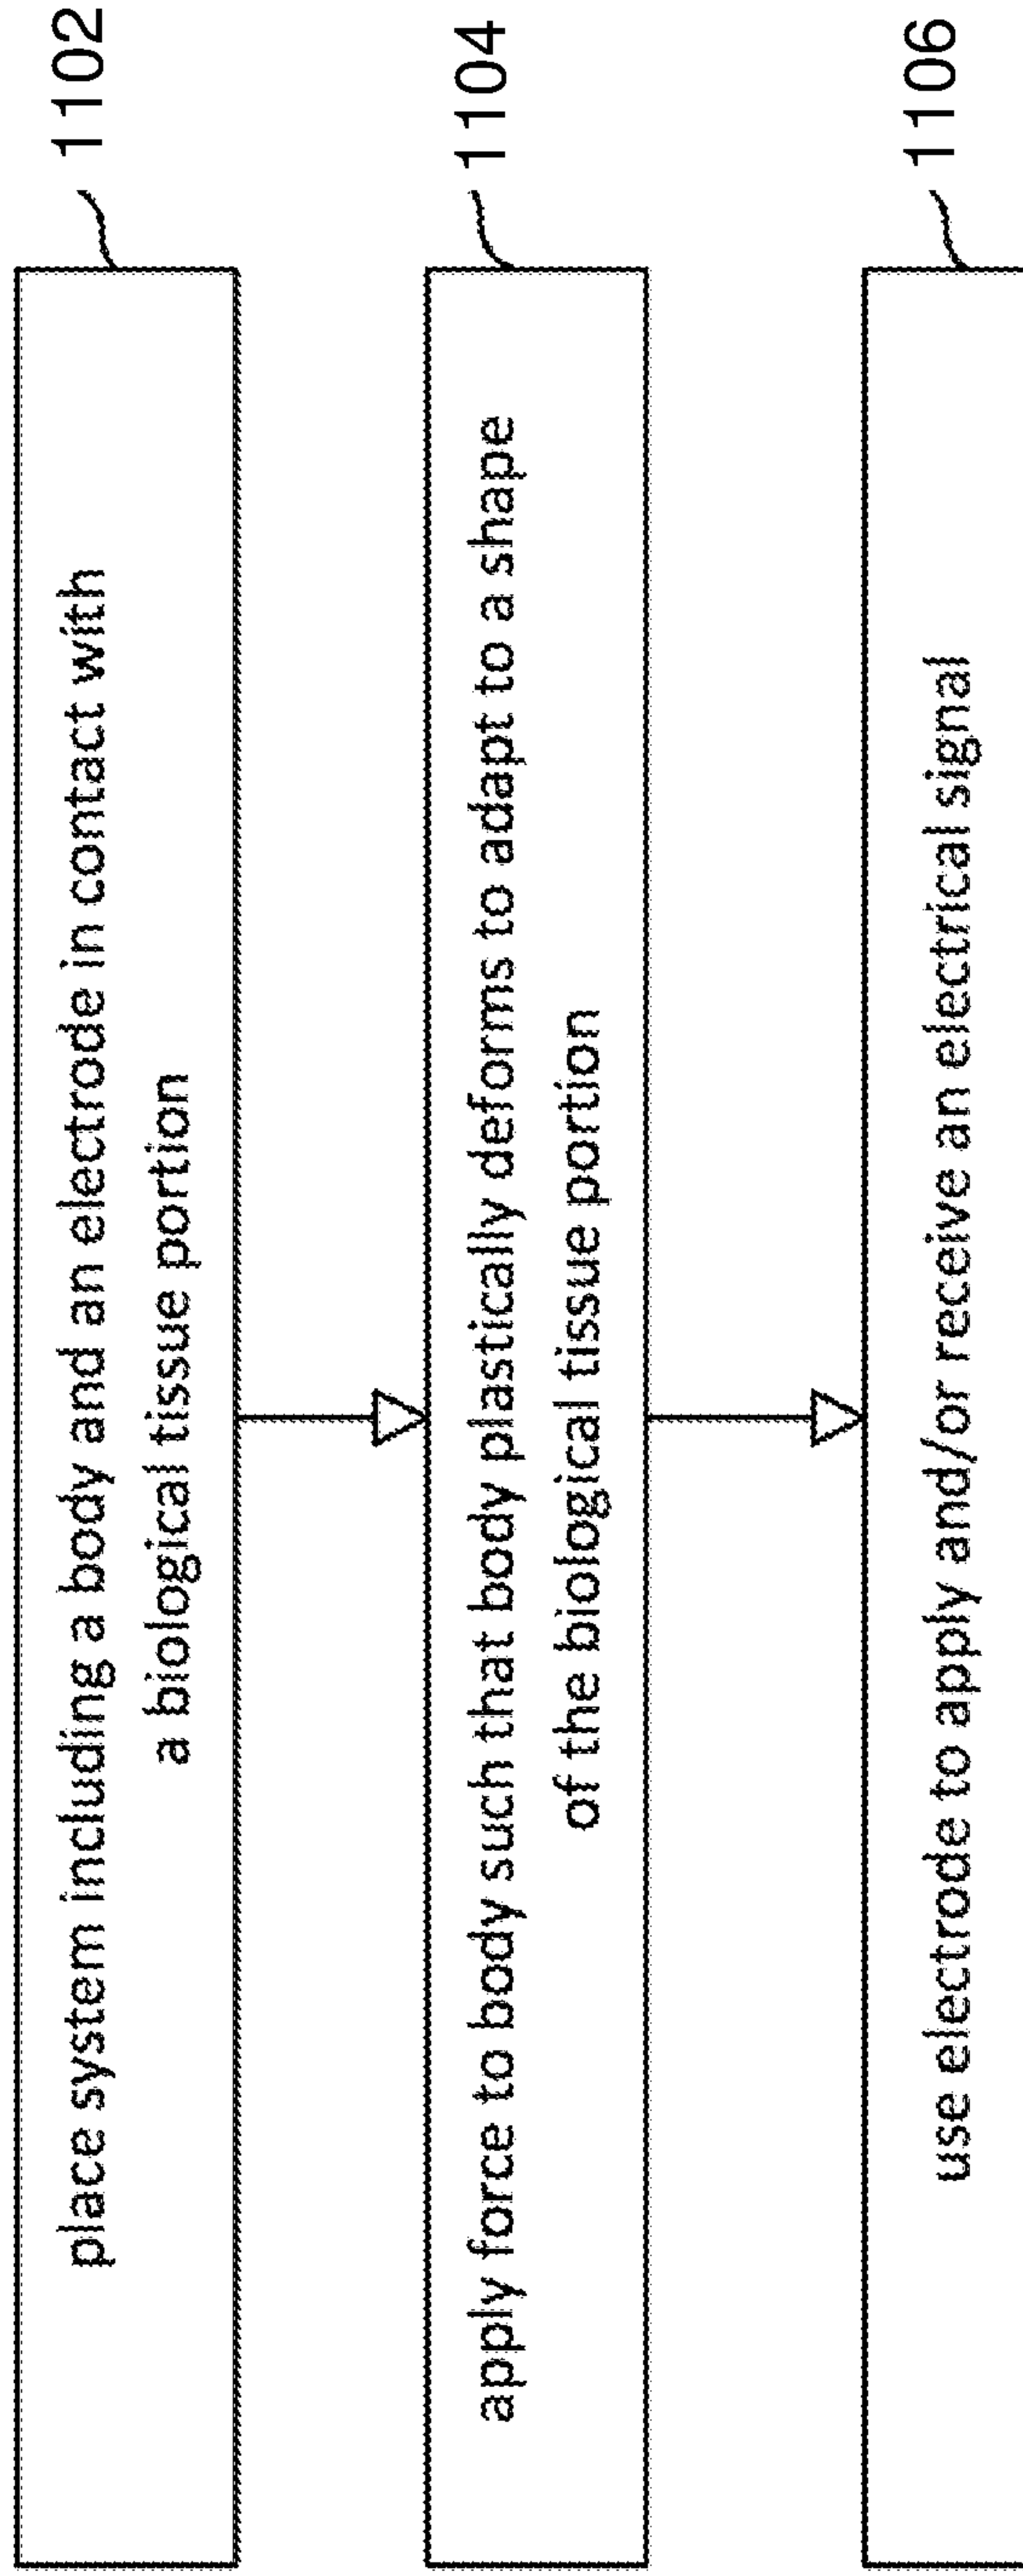 1102
place system including a body and an electrode in contact with
a biological tissue portion
1104
apply force to body such that body plastically deforms to adapt to a shape
of the biological tissue portion
1106
use electrode to apply and/or receive an electrical signal